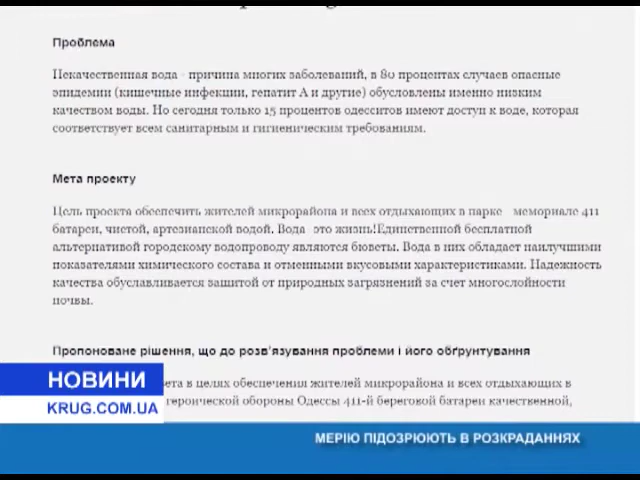 Проблема
Некачественная вода - причина многих заболеваний, в 80 процентах случаев опасные
эпидемии (кишечные инфекции, гепатит А и другие) обусловлены именно низким
качеством воды. Но сегодня только 15 процентов одесситов имеют доступ к воде, которая
соответствует всем санитарным и гигиеническим требованиям.
Мета проекту
Цель проекта обеспечить жителей микрорайона и всех отдыхающих в парке - мемориале 411
батареи, чистой, артезианской водой. Вода - это жизнь!Единственной бесплатной
альтернативой городскому водопроводу являются бюветы. Вода в них обладает наилучшими
показателями химического состава и отменными вкусовыми характеристиками. Надежность
качества обуславливается зашитой от природных загрязнений за счет многослойности
почвы.
Пропоноване рішення, що до розв'язування проблеми і його обґрунтування
в целях обеспечения жителей микрорайона и всех отдыхающих в
героической обороны Одессы 411-й береговой батареи качественной,
НОВИНИ
KRUG.COM.UA
МЕРІЮ ПІДОЗРЮЮТЬ В РОЗКРАДАННЯХ